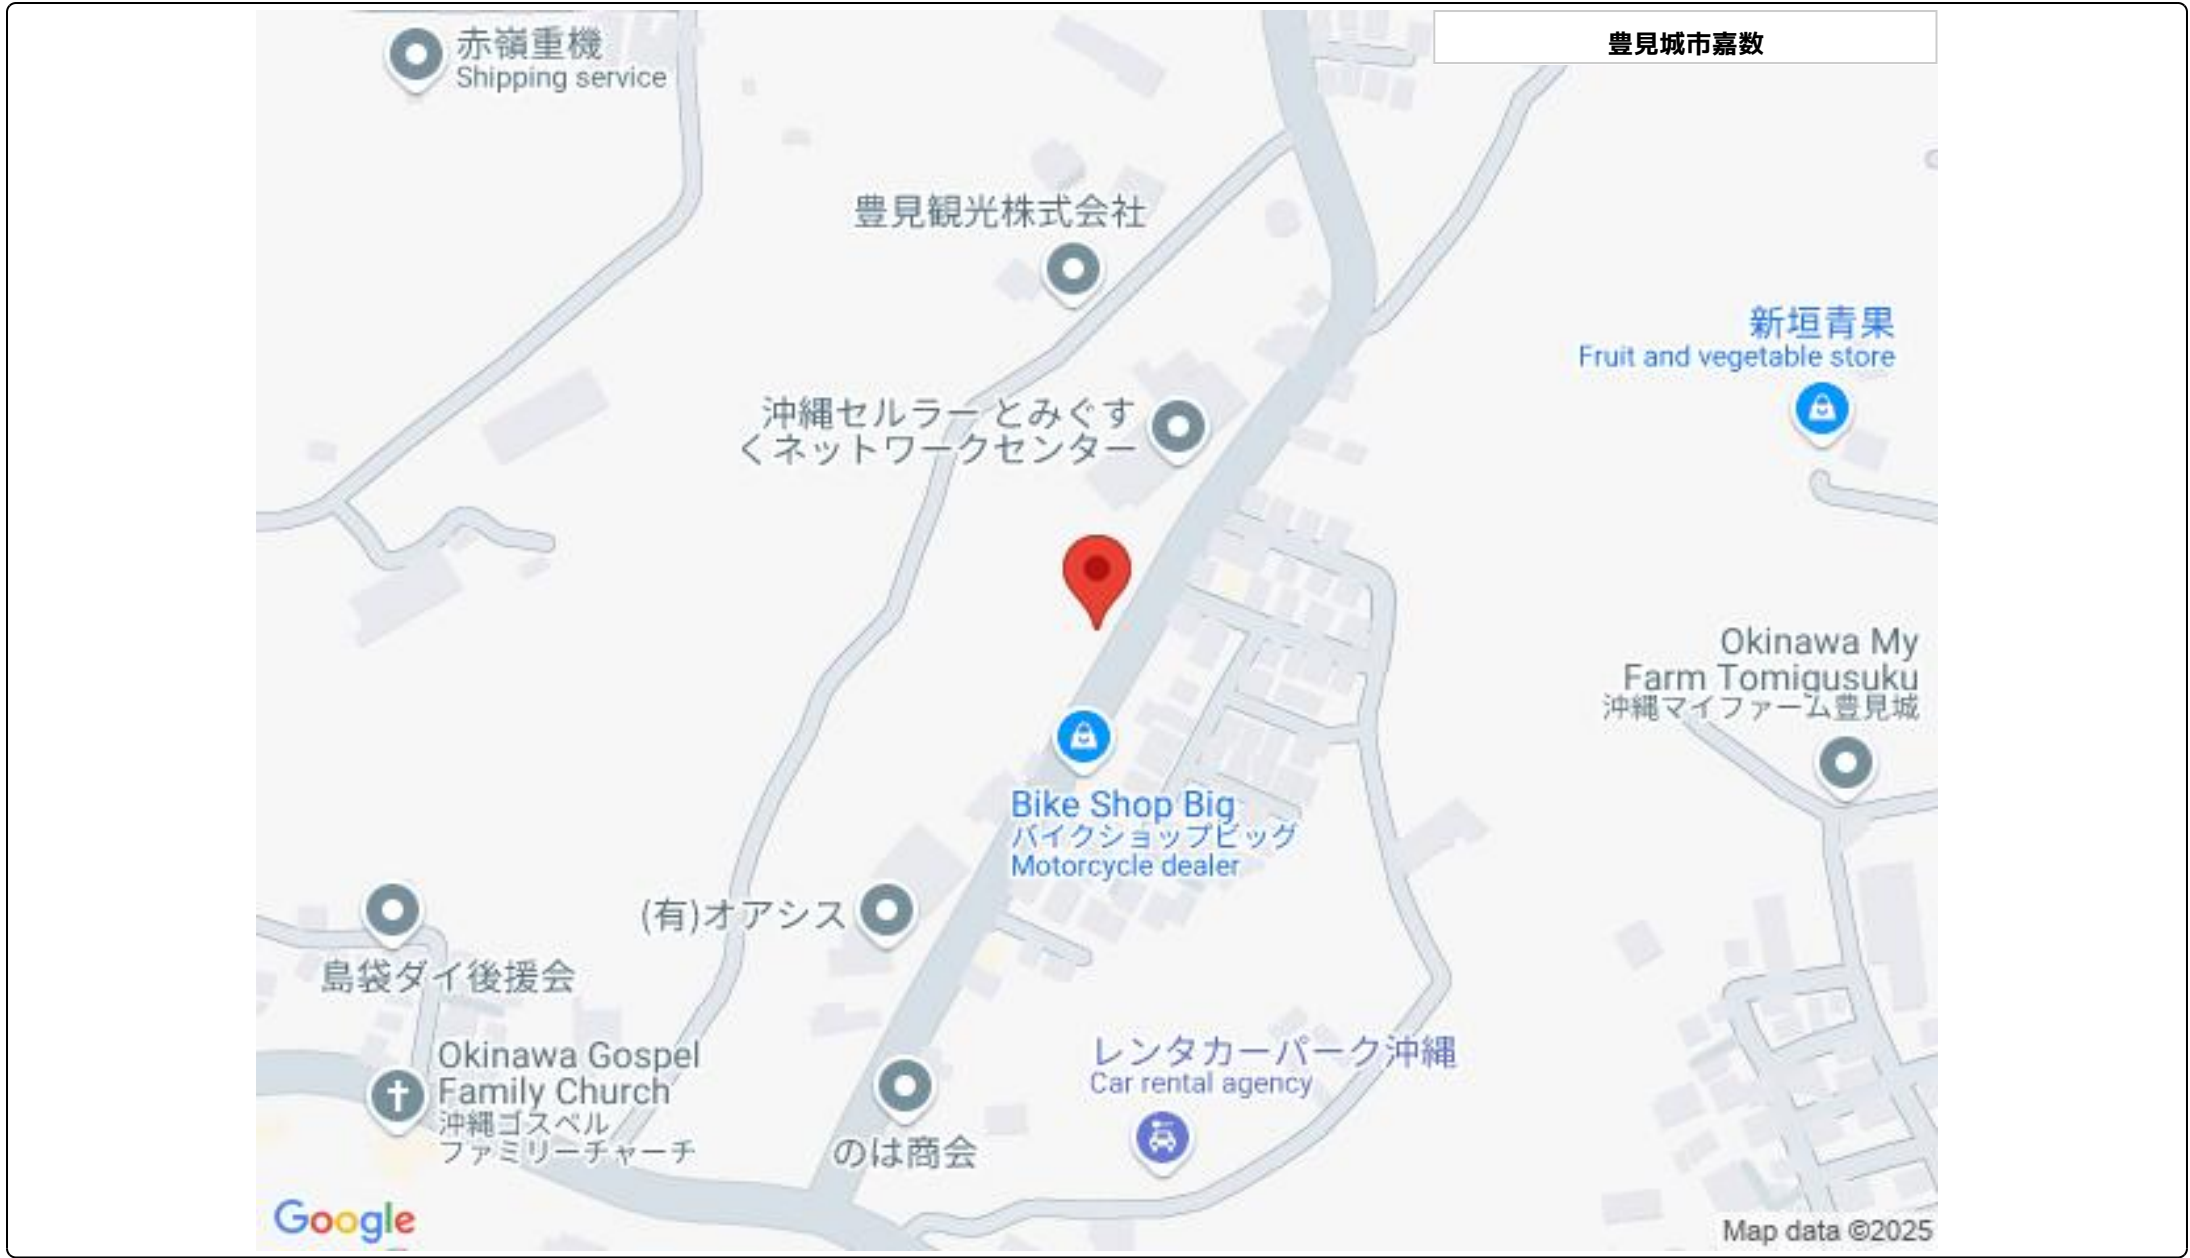 豊見城市嘉数
赤嶺重機
Shipping service
豊見観光株式会社
新垣青果
Fruit and vegetable store
沖縄セルラー とみぐす
くネットワークセンター
Okinawa My
Farm Tomigusuku
沖縄マイファーム豊見城
Bike Shop Big
バイクショップビッグ
Motorcycle dealer
(有)オアシス
島袋ダイ後援会
Okinawa Gospel
Family Church
沖縄ゴスペル
ファミリーチャーチ
レンタカーパーク沖縄
Car rental agency
のは商会
Google
Map data ©2025